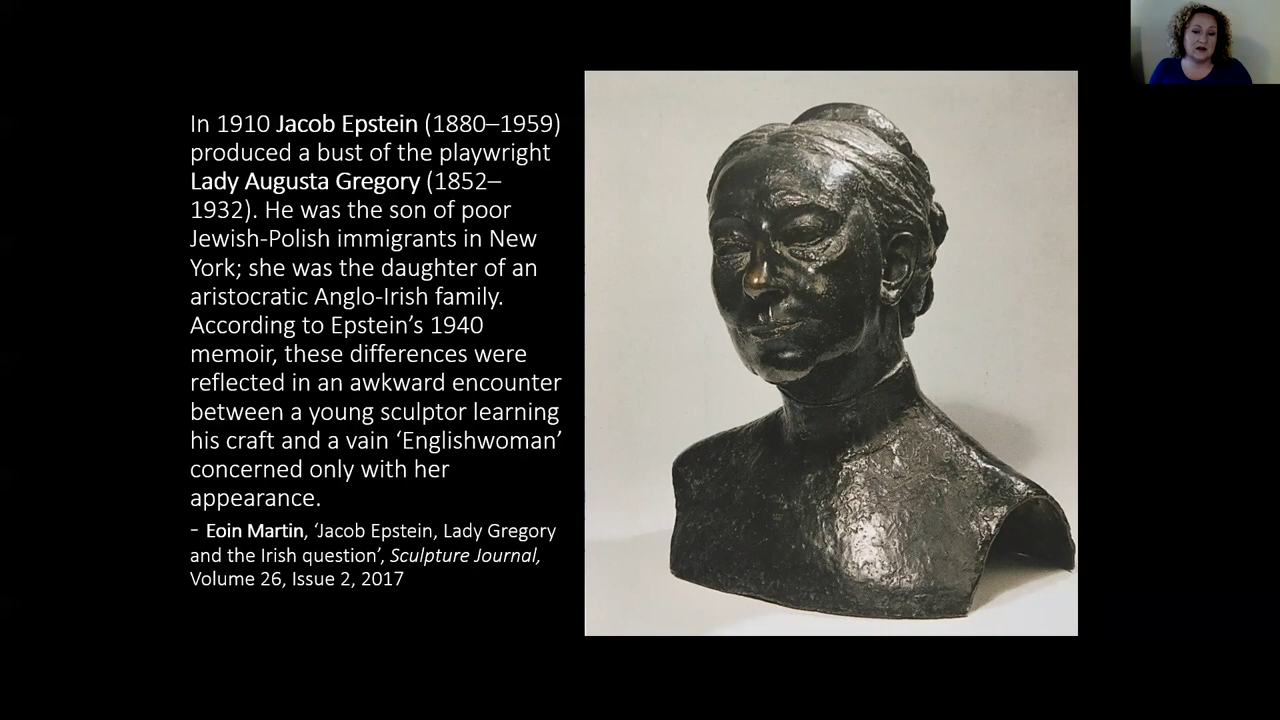 In 1910 Jacob Epstein (1880–1959)
produced a bust of the playwright
Lady Augusta Gregory (1852–
1932). He was the son of poor
Jewish-Polish immigrants in New
York; she was the daughter of an
aristocratic Anglo-Irish family.
According to Epstein’s 1940
memoir, these differences were
reflected in an awkward encounter
between a young sculptor learning
his craft and a vain ‘Englishwoman’
concerned only with her
appearance.
- Eoin Martin, ‘Jacob Epstein, Lady Gregory
and the Irish question’, Sculpture Journal,
Volume 26, Issue 2, 2017